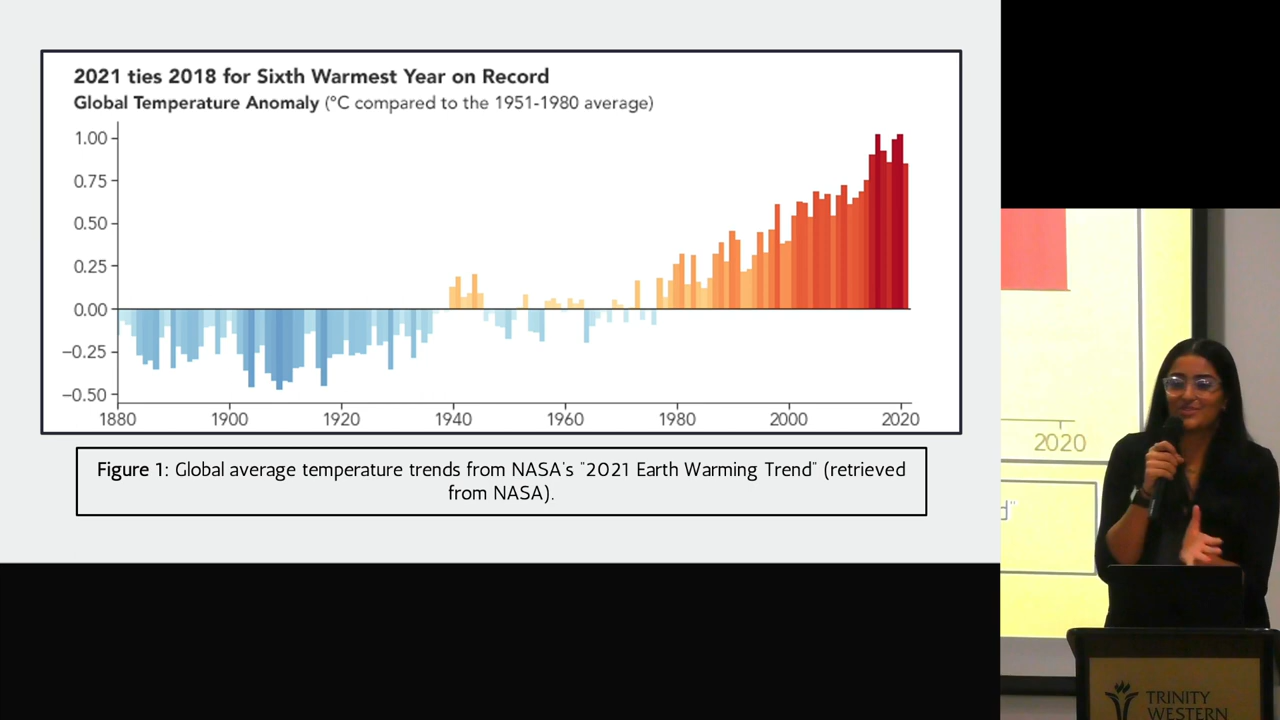 2021 ties 2018 for Sixth Warmest Year on Record
Global Temperature Anomaly (°C compared to the 1951-1980 average)
1.00
0.75
0.50
0.25
0.00
−0.25
−0.50
1880 1900 1920 1940 1960 1980 2000 2020
Figure 1: Global average temperature trends from NASA's "2021 Earth Warming Trend" (retrieved
from NASA).
2020
d"
TRINITY
WESTERN